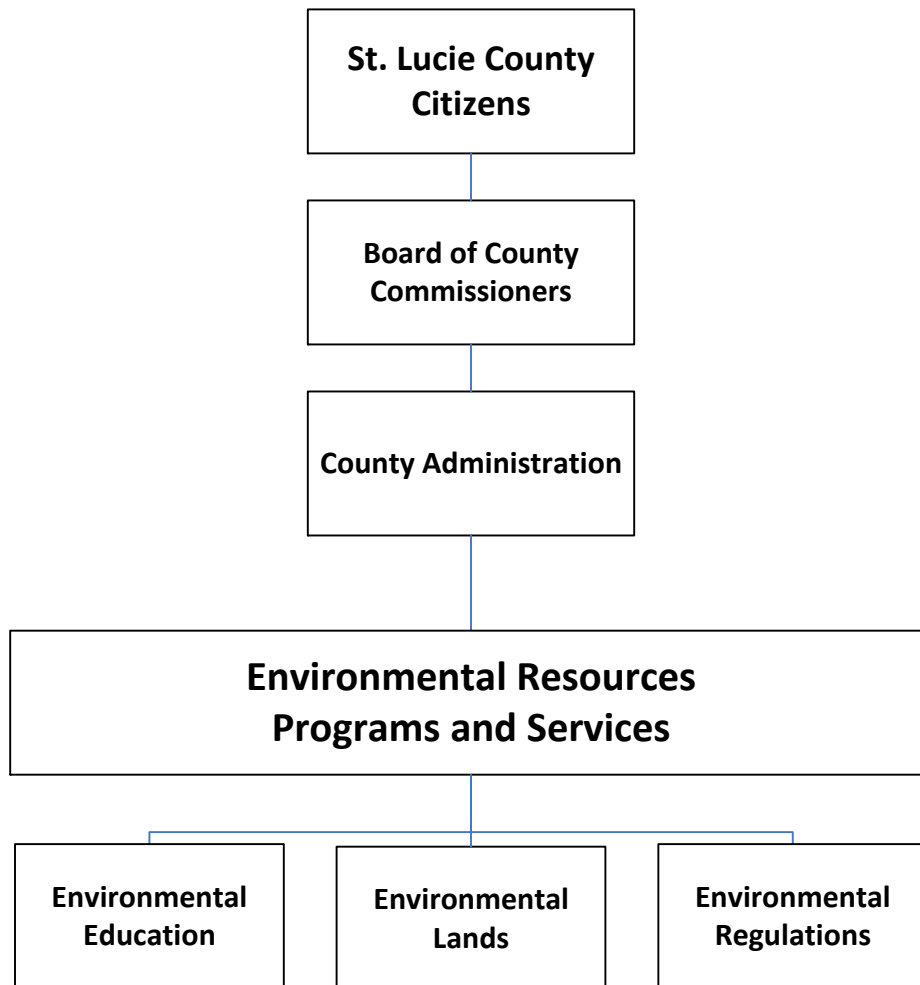 St. Lucie County
Citizens
Board of County
Commissioners
County Administration
Environmental Resources
Programs and Services
Environmental
Education
Environmental
Lands
Environmental
Regulations